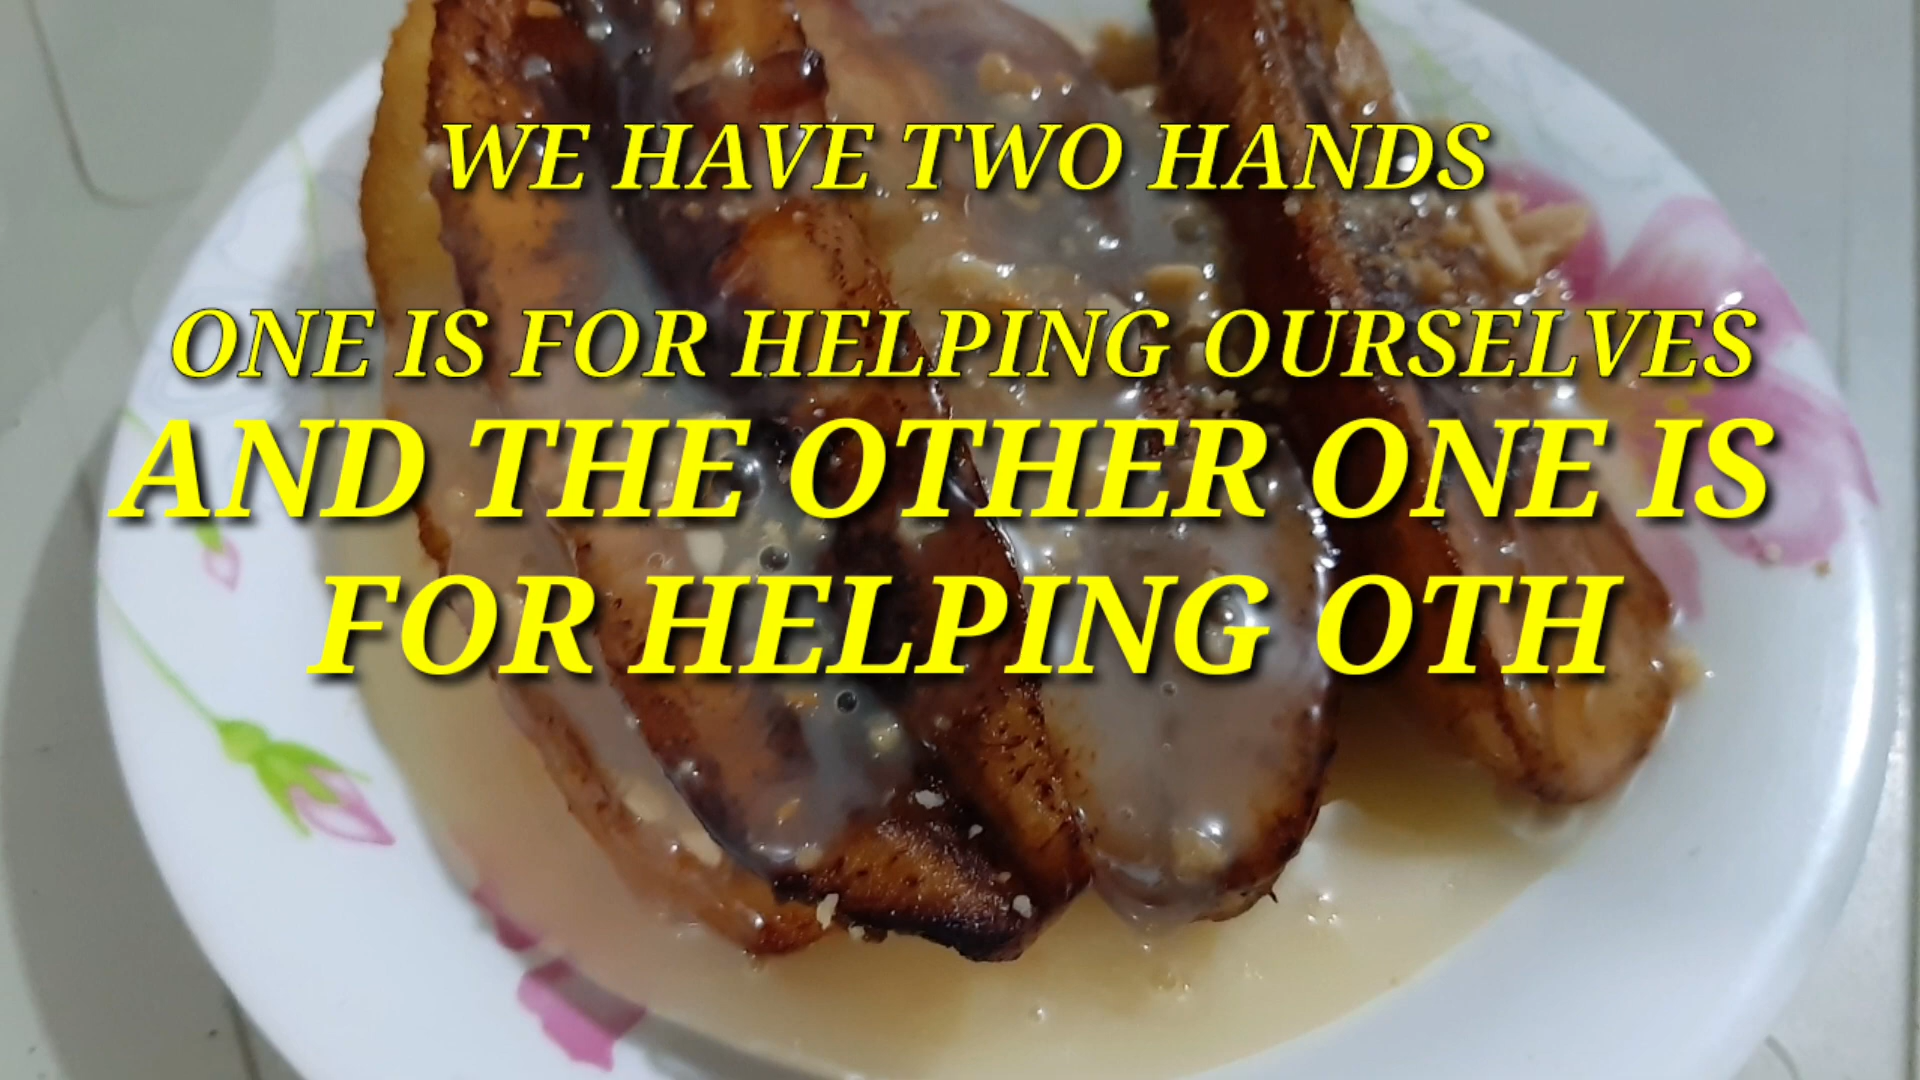 WE HAVE TWO HANDS
ONE IS FOR HELPING OURSELVES
AND THE OTHER ONE IS
FOR HELPING OTH